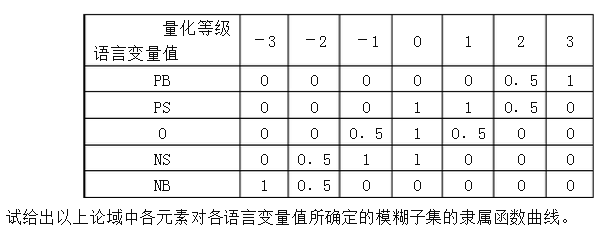 量化等级
语言变量值 －3 －2 －1 0 1 2 3
PB 0 0 0 0 0 0.5 1
PS 0 0 0 1 1 0.5 0
O 0 0 0.5 1 0.5 0 0
NS 0 0.5 1 1 0 0 0
NB 1 0.5 0 0 0 0 0
试给出以上论域中各元素对各语言变量值所确定的模糊子集的隶属函数曲线。